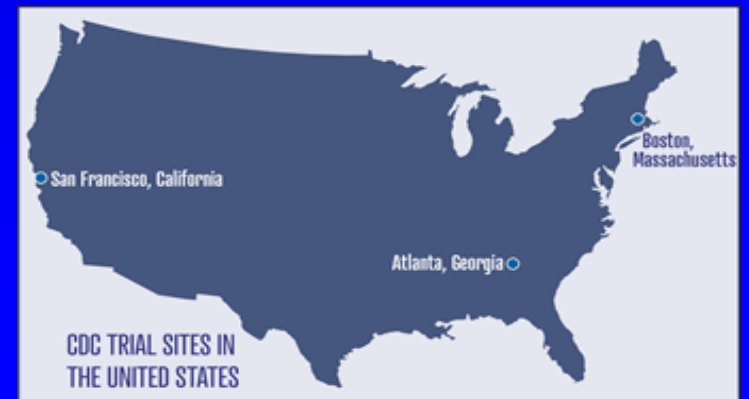 Boston,
Massachusetts
San Francisco, California
Atlanta, Georgia
CDC TRIAL SITES IN
THE UNITED STATES